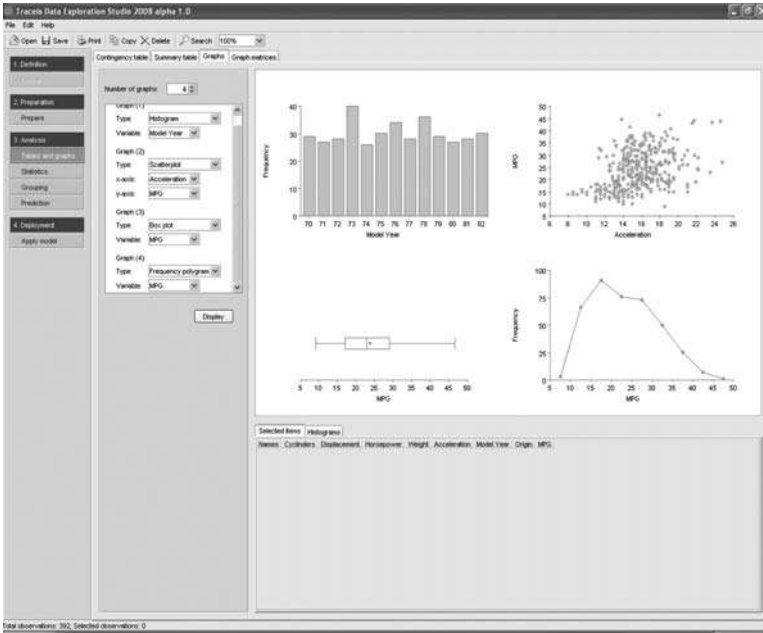 Traceis Data Exploration Studio 2008 alpha 1.0
File Edit Help
Open Save Print Copy Delete Search 100%
1. Definition
2. Preparation
Prepare
3. Analysis
Tables and graphs
Statistics
Grouping
Prediction
4. Deployment
Apply model
Contingency table Summary table Graphs Graph matrices
Number of graphs: 4
Graph (1)
Type: Histogram
Variable: Model Year
Graph (2)
Type: Scatterplot
x-axis: Acceleration
y-axis: MPG
Graph (3)
Type: Box plot
Variable: MPG
Graph (4)
Type: Frequency polygram
Variable: MPG
Display
Frequency
40
30
20
10
0
70 71 72 73 74 75 76 77 78 79 80 81 82
Model Year
MPG
50
45
40
35
30
25
20
15
10
5
6 8 10 12 14 16 18 20 22 24 26
Acceleration
5 10 15 20 25 30 35 40 45 50
MPG
Frequency
100
75
50
25
0
5 10 15 20 25 30 35 40 45 50
MPG
Selected items Histograms
Names Cyclinders Displacement Horsepower Weight Acceleration Model Year Origin MPG
Total observations: 392; Selected observations: 0